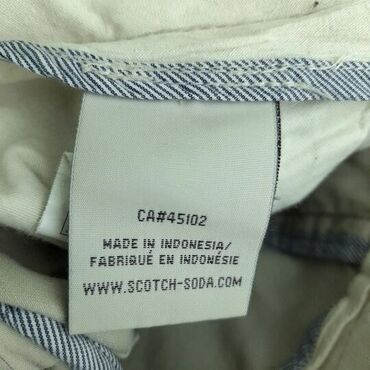 CA#45102
MADE IN INDONESIA/
FABRIQUÉ EN INDONÉSIE
WWW.SCOTCH-SODA.COM